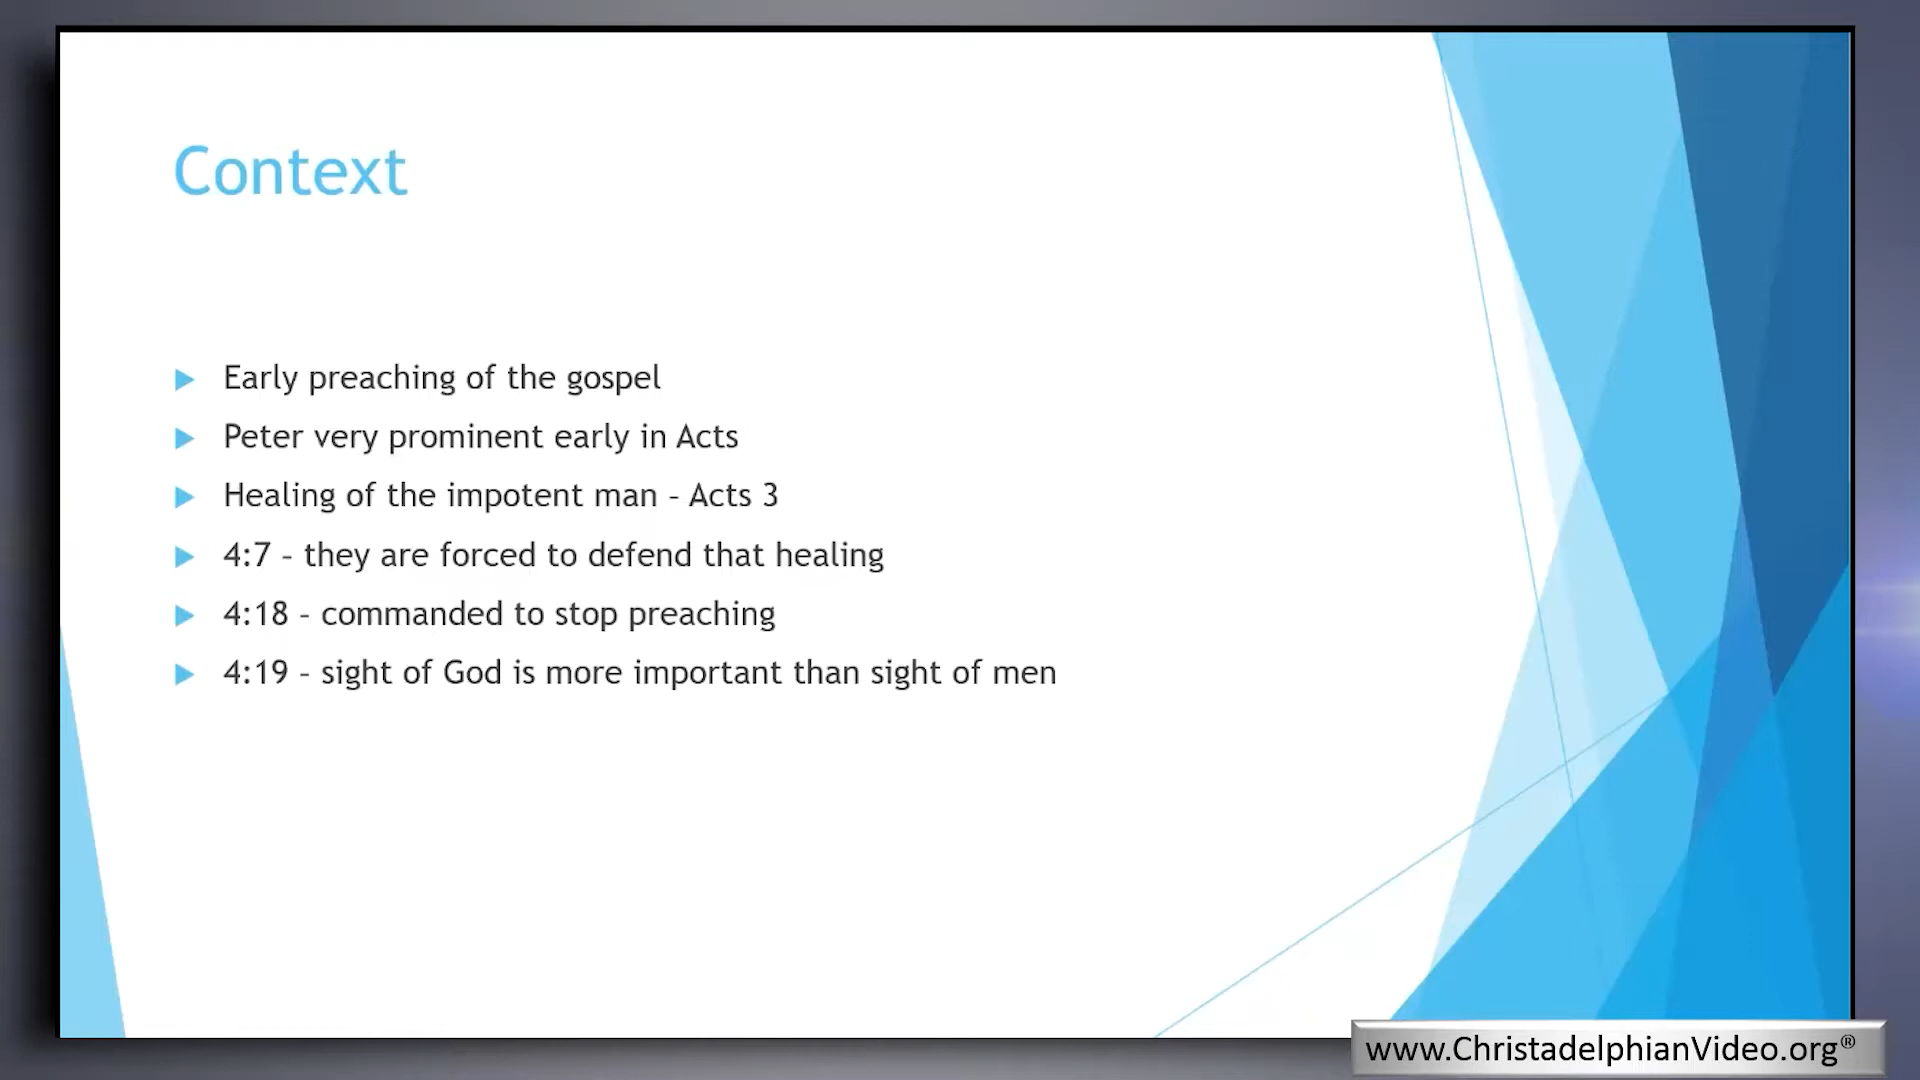 Context
Early preaching of the gospel
Peter very prominent early in Acts
Healing of the impotent man – Acts 3
4:7 – they are forced to defend that healing
4:18 – commanded to stop preaching
4:19 – sight of God is more important than sight of men
www.ChristadelphianVideo.org®